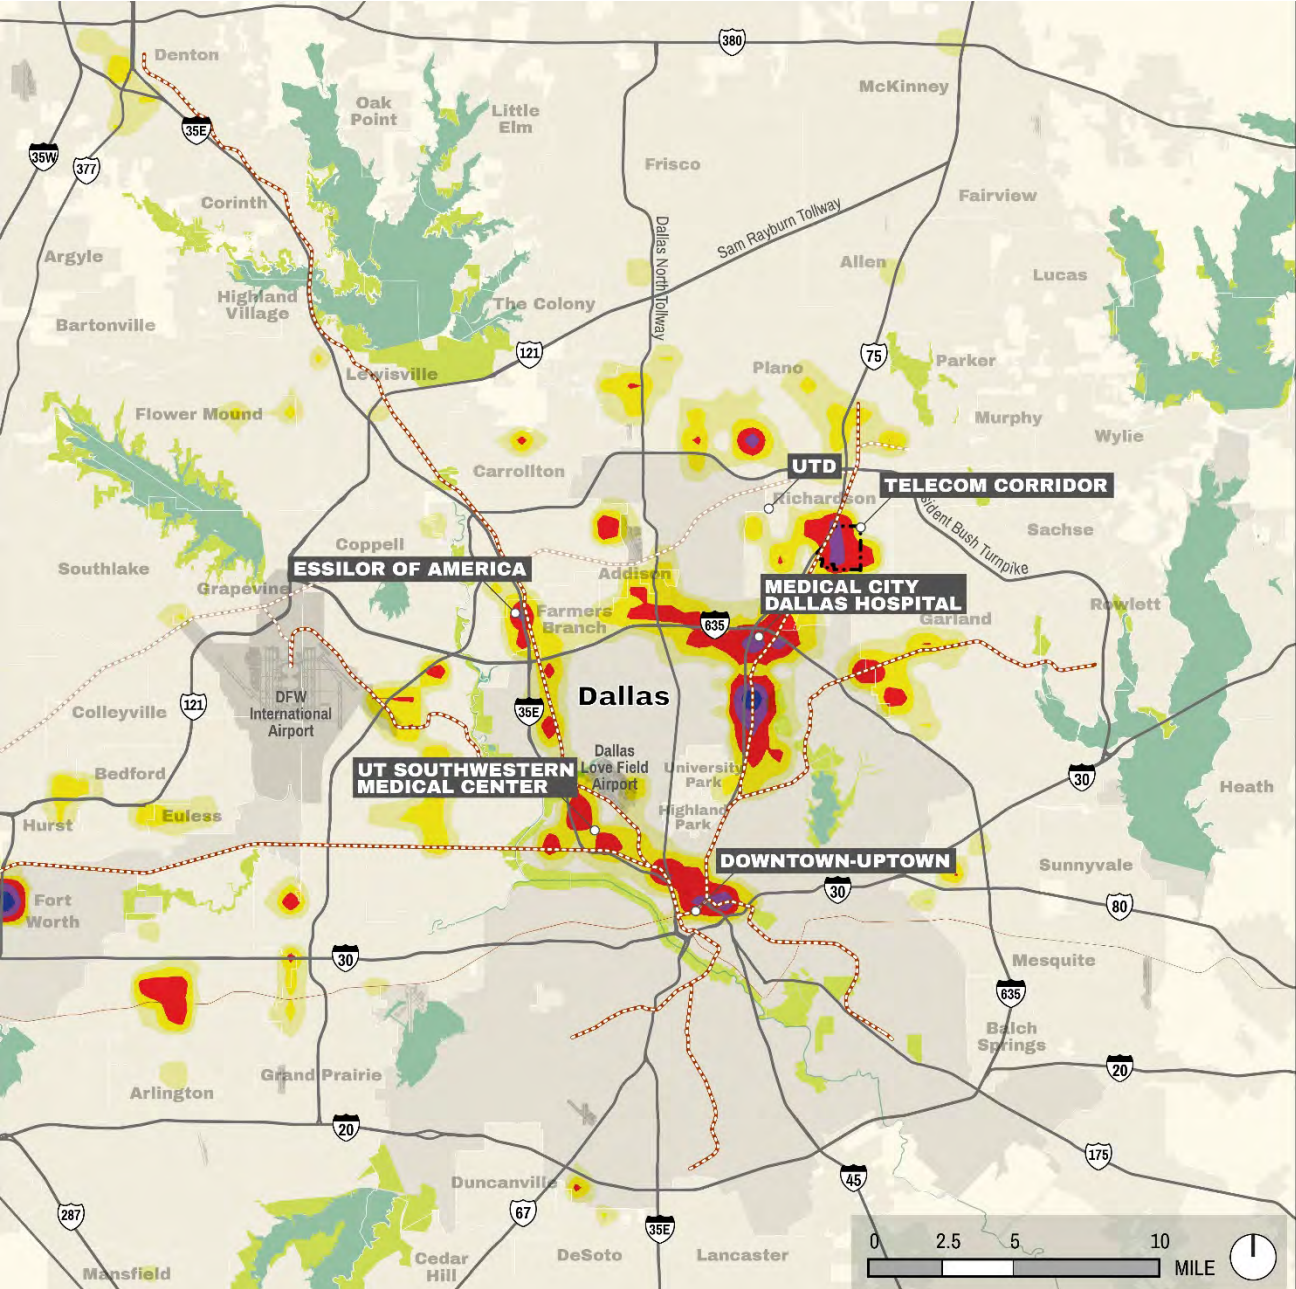 380
Denton
McKinney
Oak
Point
Little
Elm
35E
35W
377
Frisco
Fairview
Corinth
Sam Rayburn Tollway
Dallas North Tollway
Argyle
Allen
Lucas
Highland
Village
The Colony
Bartonville
121
75
Parker
Plano
Lewisville
Flower Mound
Murphy
Wylie
UTD
Carrollton
TELECOM CORRIDOR
Richardson
sident Bush Turnpike
Sachse
Coppell
ESSILOR OF AMERICA
Southlake
Addison
Grapevine
MEDICAL CITY
DALLAS HOSPITAL
Farmers
Branch
635
Rowlett
Garland
Dallas
DFW
International
Airport
121
Colleyville
35E
Dallas
Love Field
Airport
UT SOUTHWESTERN
MEDICAL CENTER
University
Park
Bedford
30
Heath
Euless
Hurst
Highland
Park
DOWNTOWN-UPTOWN
Sunnyvale
30
80
Fort
Worth
30
Mesquite
635
Balch
Springs
20
Grand Prairie
Arlington
20
175
Duncanville
45
287
67
35E
Cedar
Hill
DeSoto
Lancaster
Mansfield
0 2.5 5 10
MILE